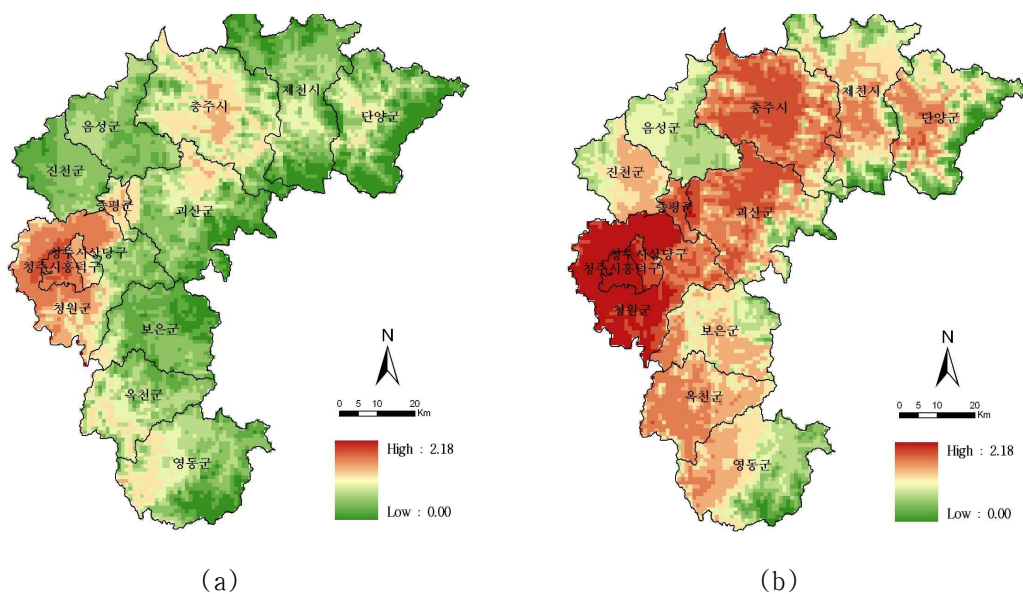 충주시
제천시
단양군
음성군
진천군
증평군
괴산군
청주시상당구
청주시흥덕구
청원군
보은군
옥천군
영동군
N
0 5 10 20
Km
High : 2.18
Low : 0.00
(a)
충주시
제천시
단양군
음성군
진천군
증평군
괴산군
청주시상당구
청주시흥덕구
청원군
보은군
옥천군
영동군
N
0 5 10 20
Km
High : 2.18
Low : 0.00
(b)